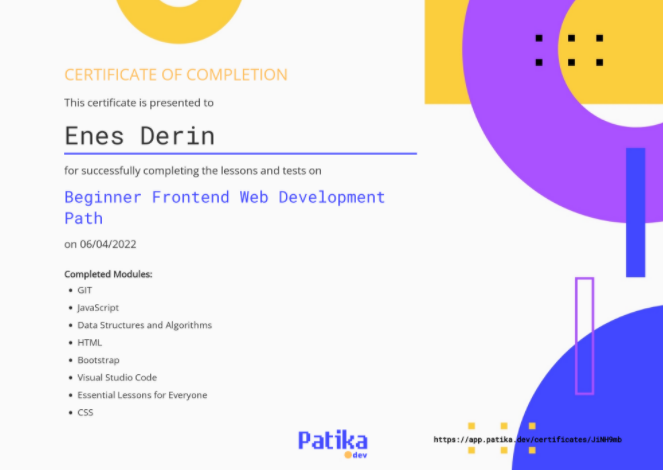 CERTIFICATE OF COMPLETION
This certificate is presented to
Enes Derin
for successfully completing the lessons and tests on
Beginner Frontend Web Development
Path
on 06/04/2022
Completed Modules:
• GIT
• JavaScript
• Data Structures and Algorithms
• HTML
• Bootstrap
• Visual Studio Code
• Essential Lessons for Everyone
• CSS
Patika
dev
https://app.patika.dev/certificates/JiNH9mb